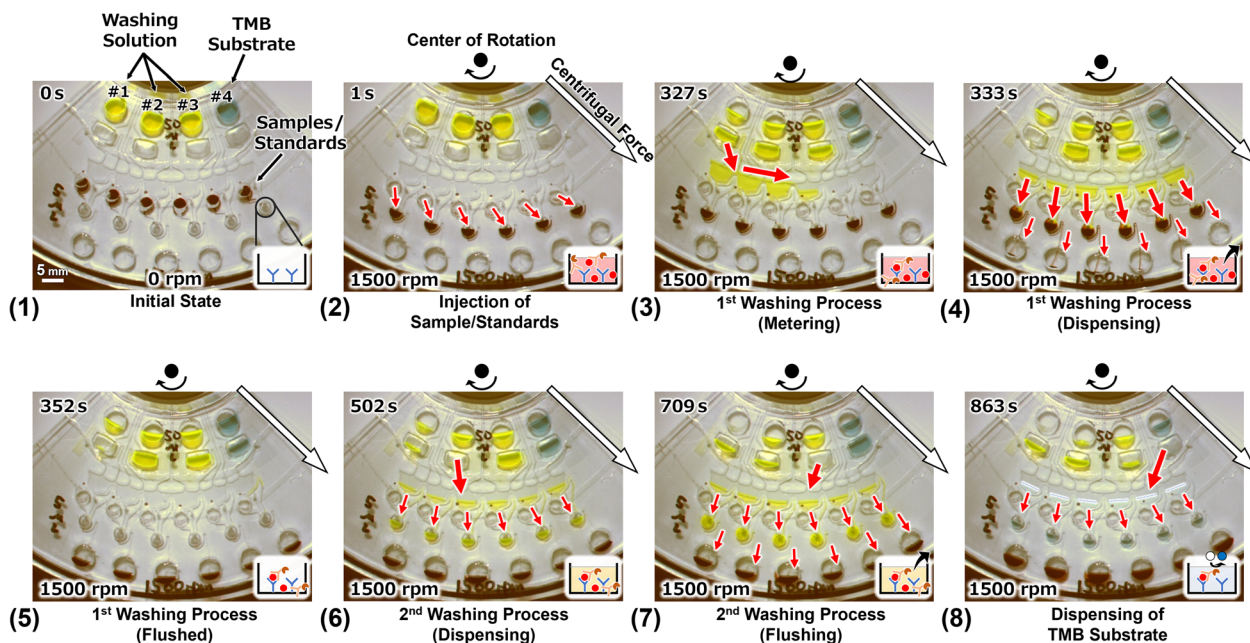 Washing
Solution
TMB
Substrate
#1
#2
#3
#4
0 s
Samples/
Standards
5 mm
0 rpm
(1)
Initial State
Center of Rotation
Centrifugal Force
1 s
1500 rpm
(2)
Injection of
Sample/Standards
327 s
1500 rpm
(3)
1st Washing Process
(Metering)
333 s
1500 rpm
(4)
1st Washing Process
(Dispensing)
352 s
1500 rpm
(5)
1st Washing Process
(Flushed)
502 s
1500 rpm
(6)
2nd Washing Process
(Dispensing)
709 s
1500 rpm
(7)
2nd Washing Process
(Flushing)
863 s
1500 rpm
(8)
Dispensing of
TMB Substrate